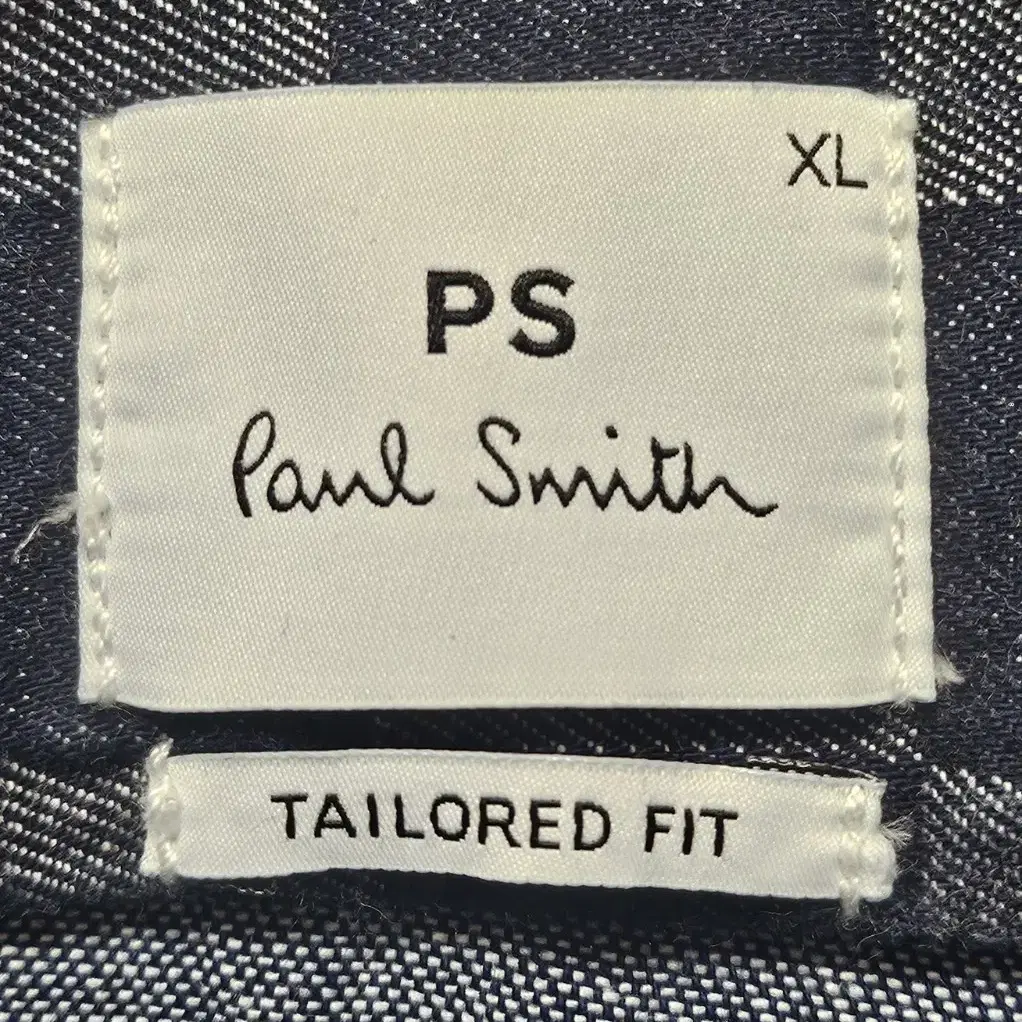 XL
PS
Paul Smith
TAILORED FIT